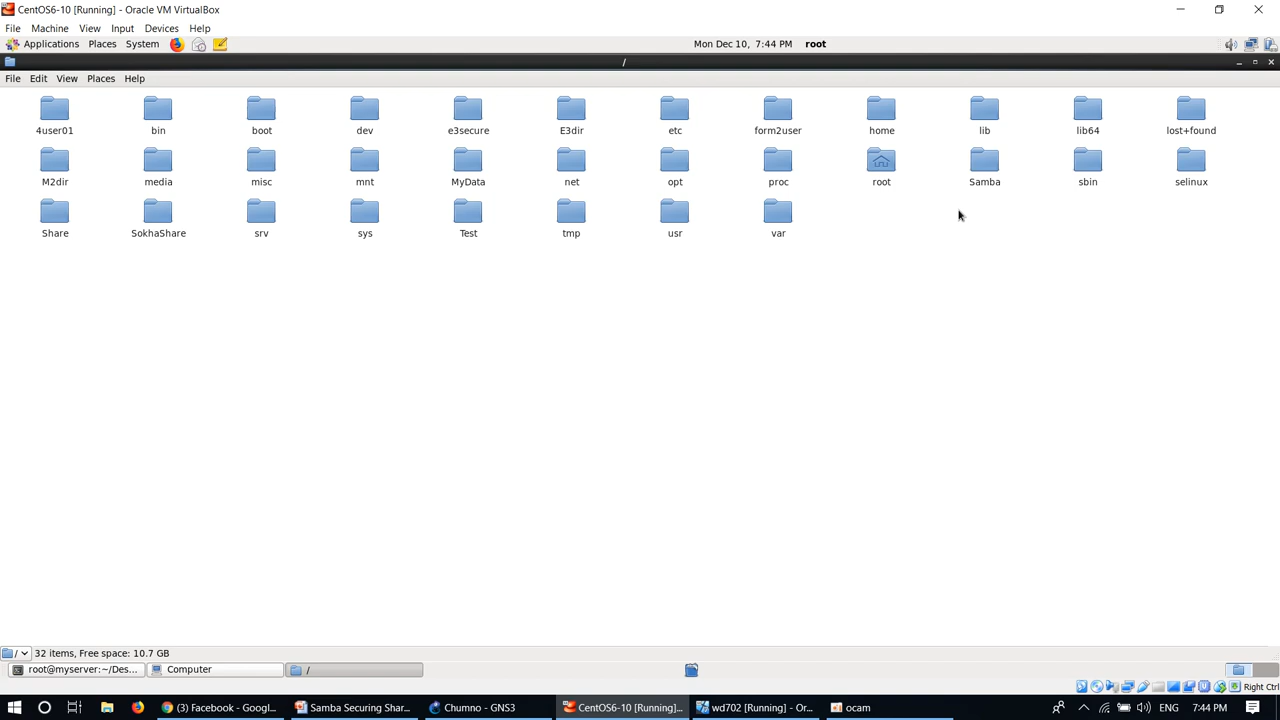 CentOS6-10 [Running] - Oracle VM VirtualBox
File Machine View Input Devices Help
Applications Places System Mon Dec 10, 7:44 PM root
/
File Edit View Places Help
4user01 bin boot dev e3secure E3dir etc form2user home lib lib64 lost+found
M2dir media misc mnt MyData net opt proc root Samba sbin selinux
Share SokhaShare srv sys Test tmp usr var
/ 32 items, Free space: 10.7 GB
root@myserver:~/Des... Computer /
Right Ctrl
(3) Facebook - Googl... Samba Securing Shar... Chumno - GNS3 CentOS6-10 [Running]... wd702 [Running] - Or... ocam ENG 7:44 PM